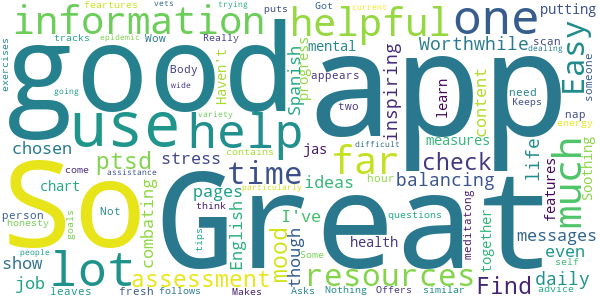 feartures
vets
trying
puts
Got
current
putting
information
helpful
one
tracks
epidemic
Wow
Really
mental
Worthwhile
scan
someone
exercises
good
app
Haven't
Spanish
progress
inspiring
dealing
Easy
going
Body
wide
appears
two
learn
content
need
Keeps
use
help
variety
jas
measures
nap
energy
chosen
ptsd
stress
time
far
check
life
much
Soothing
contains
difficult
So
Great
come
assistance
particularly
chart
pages
ideas
hour
balancing
features
person
Not
combating
English
think
I've
questions
messages
honesty
goals
tips
mood
though
health
meditatong
together
even
show
people
Some
resources
similar
self
job
lot
assessment
Find
daily
leaves
fresh
follows
Makes
Asks
Nothing
Offers
advice